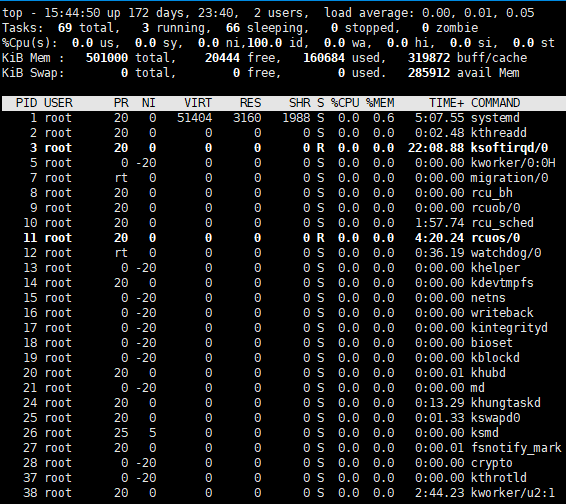 top - 15:44:50 up 172 days, 23:40,  2 users,  load average: 0.00, 0.01, 0.05
Tasks:  69 total,   3 running,  66 sleeping,   0 stopped,   0 zombie
%Cpu(s):  0.0 us,  0.0 sy,  0.0 ni,100.0 id,  0.0 wa,  0.0 hi,  0.0 si,  0.0 st
KiB Mem :   501000 total,    20444 free,   160684 used,   319872 buff/cache
KiB Swap:        0 total,        0 free,        0 used.   285912 avail Mem
PID USER      PR  NI    VIRT    RES    SHR S %CPU %MEM     TIME+ COMMAND
1 root      20   0   51404   3160   1988 S  0.0  0.6   5:07.55 systemd
2 root      20   0       0      0      0 S  0.0  0.0   0:02.48 kthreadd
3 root      20   0       0      0      0 R  0.0  0.0  22:08.88 ksoftirqd/0
5 root       0 -20       0      0      0 S  0.0  0.0   0:00.00 kworker/0:0H
7 root      rt   0       0      0      0 S  0.0  0.0   0:00.00 migration/0
8 root      20   0       0      0      0 S  0.0  0.0   0:00.00 rcu_bh
9 root      20   0       0      0      0 S  0.0  0.0   0:00.00 rcuob/0
10 root      20   0       0      0      0 S  0.0  0.0   1:57.74 rcu_sched
11 root      20   0       0      0      0 R  0.0  0.0   4:20.24 rcuos/0
12 root      rt   0       0      0      0 S  0.0  0.0   0:36.19 watchdog/0
13 root       0 -20       0      0      0 S  0.0  0.0   0:00.00 khelper
14 root      20   0       0      0      0 S  0.0  0.0   0:00.00 kdevtmpfs
15 root       0 -20       0      0      0 S  0.0  0.0   0:00.00 netns
16 root       0 -20       0      0      0 S  0.0  0.0   0:00.00 writeback
17 root       0 -20       0      0      0 S  0.0  0.0   0:00.00 kintegrityd
18 root       0 -20       0      0      0 S  0.0  0.0   0:00.00 bioset
19 root       0 -20       0      0      0 S  0.0  0.0   0:00.00 kblockd
20 root      20   0       0      0      0 S  0.0  0.0   0:00.01 khubd
21 root       0 -20       0      0      0 S  0.0  0.0   0:00.00 md
24 root      20   0       0      0      0 S  0.0  0.0   0:13.29 khungtaskd
25 root      20   0       0      0      0 S  0.0  0.0   0:01.33 kswapd0
26 root      25   5       0      0      0 S  0.0  0.0   0:00.00 ksmd
27 root      20   0       0      0      0 S  0.0  0.0   0:00.01 fsnotify_mark
28 root       0 -20       0      0      0 S  0.0  0.0   0:00.00 crypto
37 root       0 -20       0      0      0 S  0.0  0.0   0:00.00 kthrotld
38 root      20   0       0      0      0 S  0.0  0.0   2:44.23 kworker/u2:1